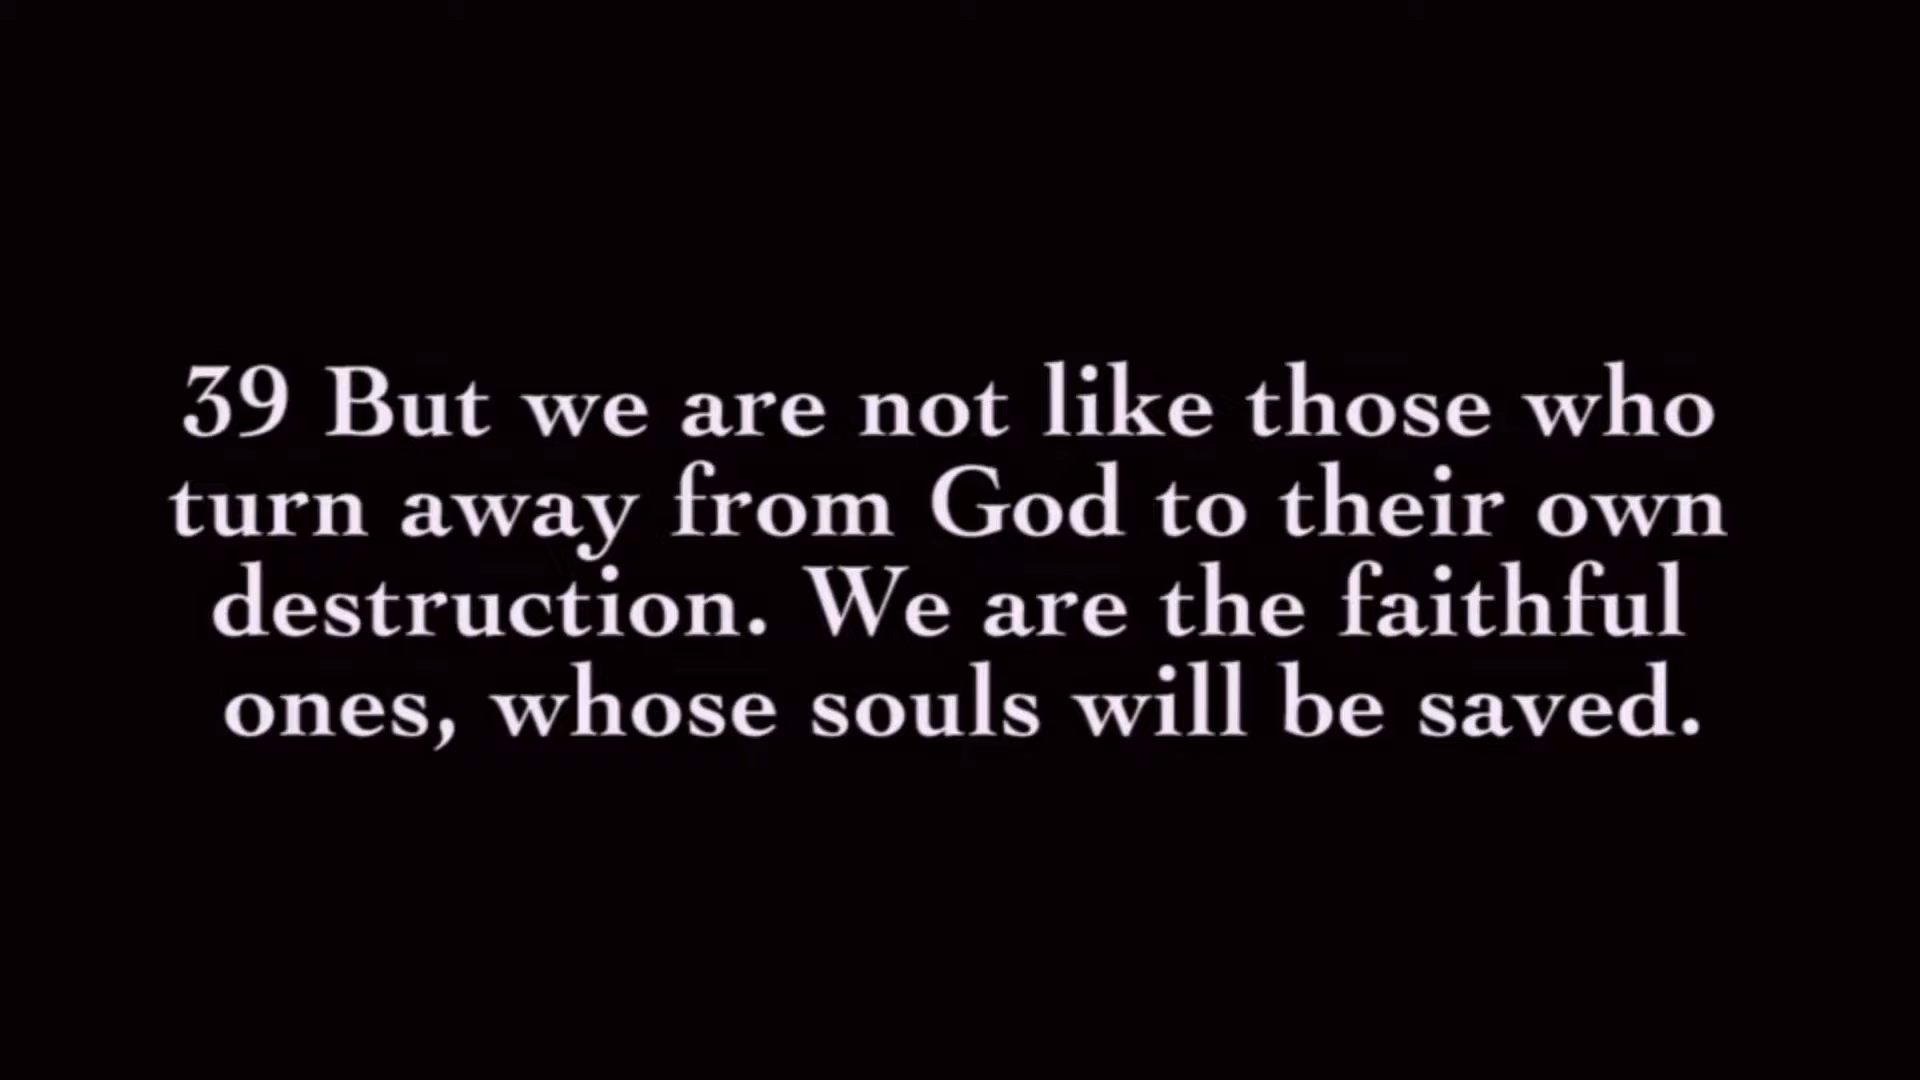 39 But we are not like those who
turn away from God to their own
destruction. We are the faithful
ones, whose souls will be saved.